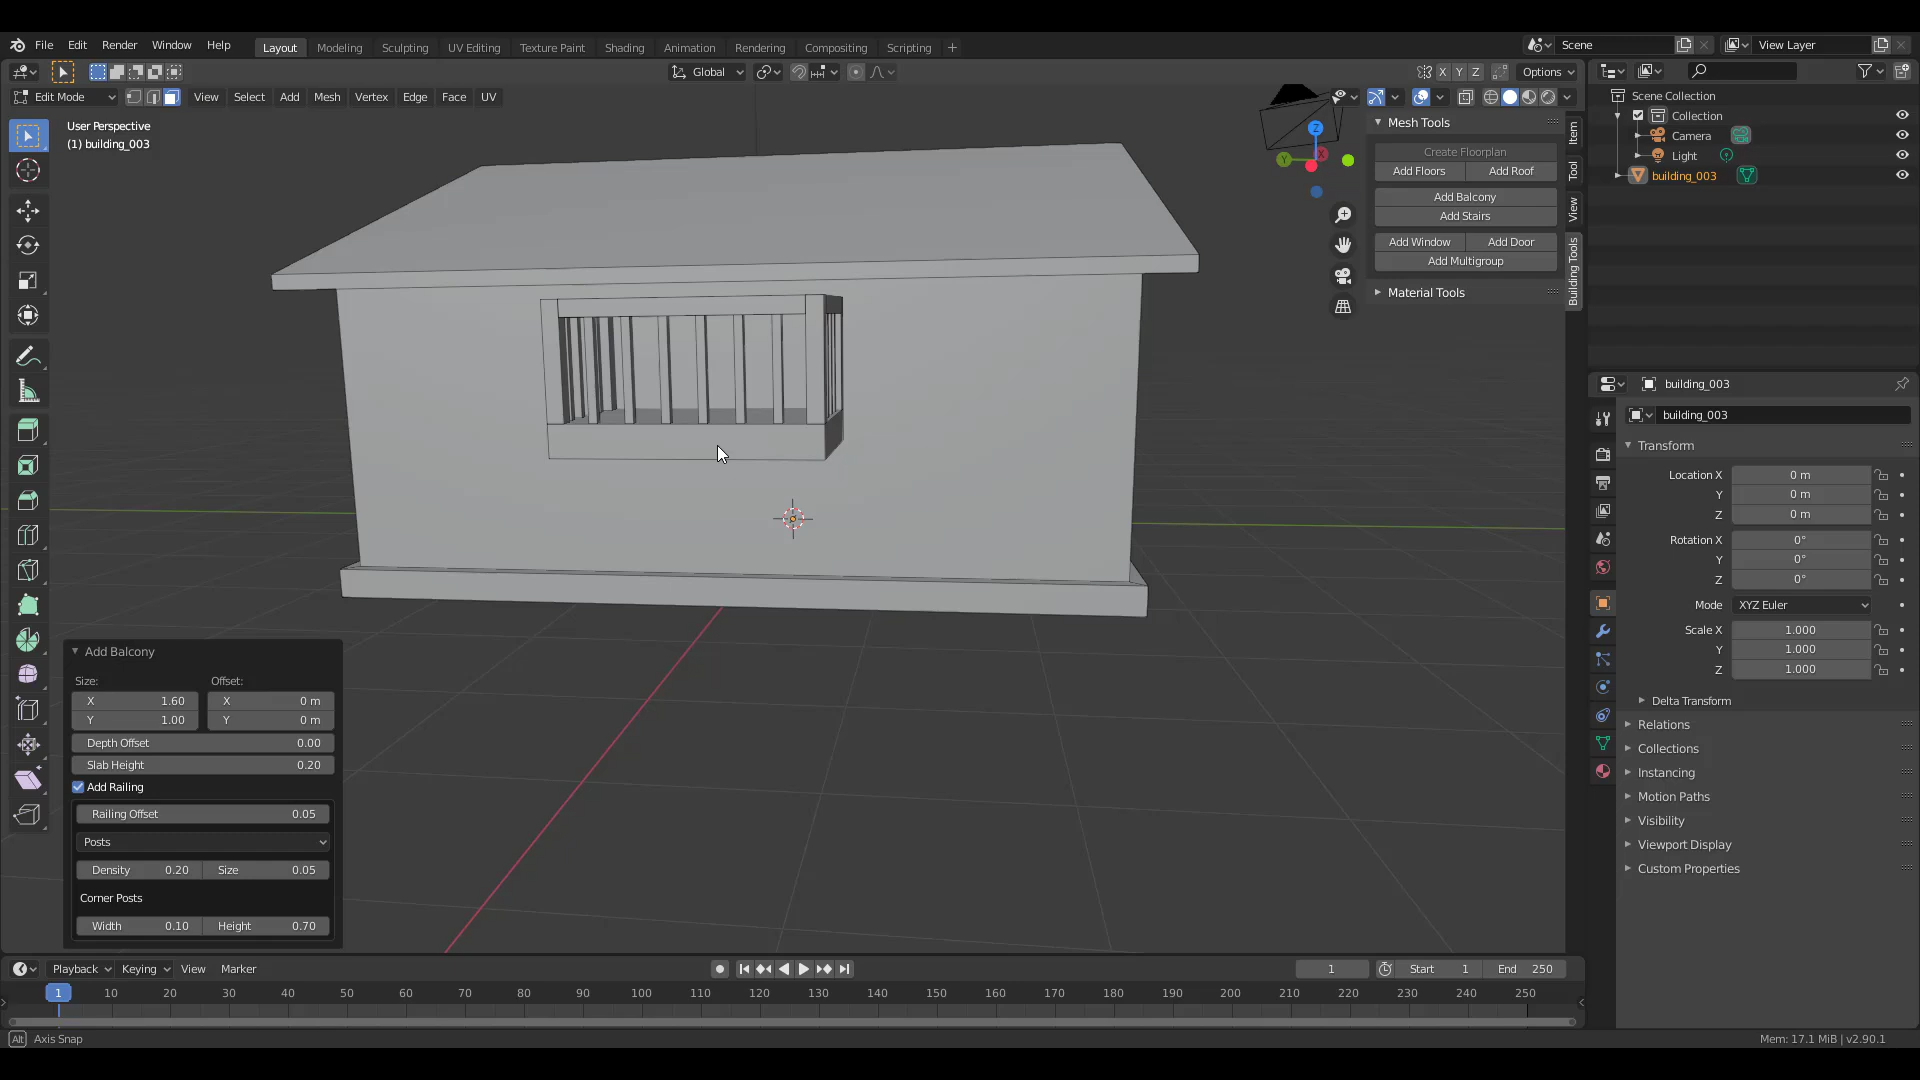 File Edit Render Window Help Layout Modeling Sculpting UV Editing Texture Paint Shading Animation Rendering Compositing Scripting + Scene View Layer
Global X Y Z Options
Edit Mode View Select Add Mesh Vertex Edge Face UV
User Perspective
(1) building_003
Z
Y
X
Mesh Tools
Create Floorplan
Add Floors Add Roof
Add Balcony
Add Stairs
Add Window Add Door
Add Multigroup
Material Tools
Item
Tool
View
Building Tools
Scene Collection
Collection
Camera
Light
building_003
building_003
building_003
Transform
Location X 0 m
Y 0 m
Z 0 m
Rotation X 0°
Y 0°
Z 0°
Mode XYZ Euler
Scale X 1.000
Y 1.000
Z 1.000
Delta Transform
Relations
Collections
Instancing
Motion Paths
Visibility
Viewport Display
Custom Properties
Add Balcony
Size: Offset:
X 1.60 X 0 m
Y 1.00 Y 0 m
Depth Offset 0.00
Slab Height 0.20
Add Railing
Railing Offset 0.05
Posts
Density 0.20 Size 0.05
Corner Posts
Width 0.10 Height 0.70
Playback Keying View Marker 1 Start 1 End 250
1 10 20 30 40 50 60 70 80 90 100 110 120 130 140 150 160 170 180 190 200 210 220 230 240 250
Alt Axis Snap Mem: 17.1 MiB | v2.90.1